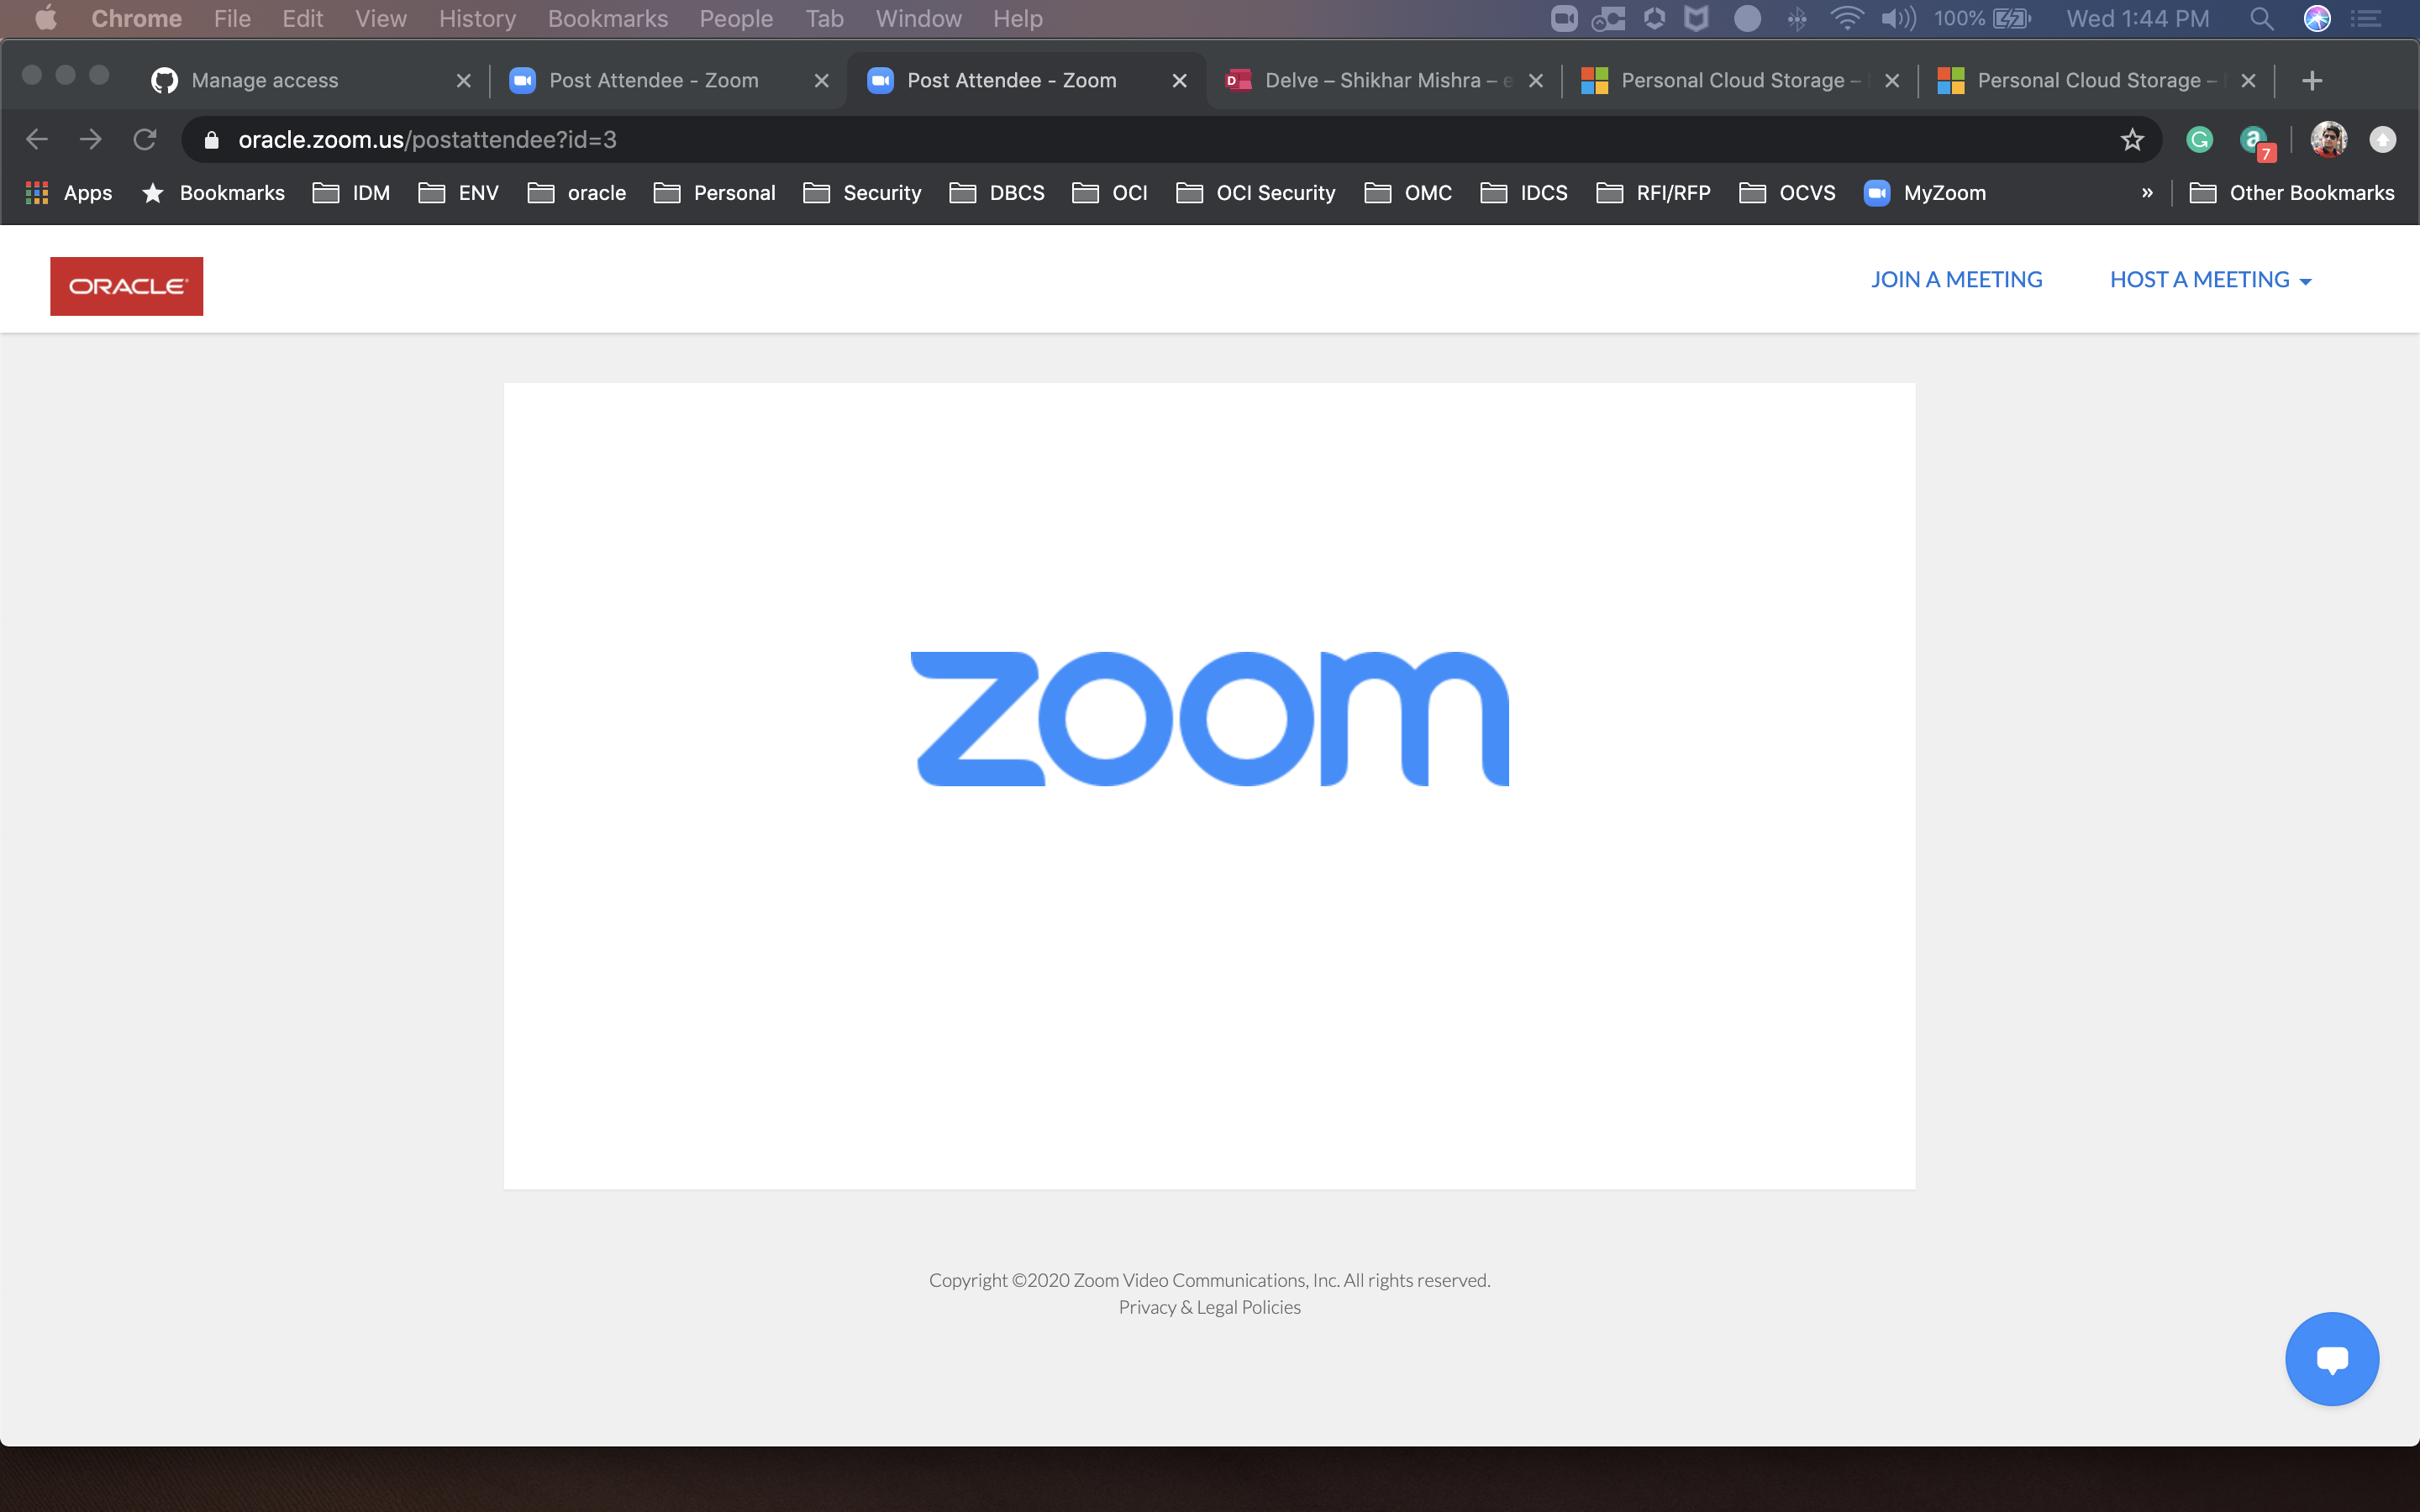 Chrome File Edit View History Bookmarks People Tab Window Help 100% Wed 1:44 PM
Manage access Post Attendee - Zoom Post Attendee - Zoom Delve – Shikhar Mishra – e Personal Cloud Storage – Personal Cloud Storage –
oracle.zoom.us/postattendee?id=3 7
Apps Bookmarks IDM ENV oracle Personal Security DBCS OCI OCI Security OMC IDCS RFI/RFP OCVS MyZoom » Other Bookmarks
ORACLE JOIN A MEETING HOST A MEETING
zoom
Copyright ©2020 Zoom Video Communications, Inc. All rights reserved.
Privacy & Legal Policies